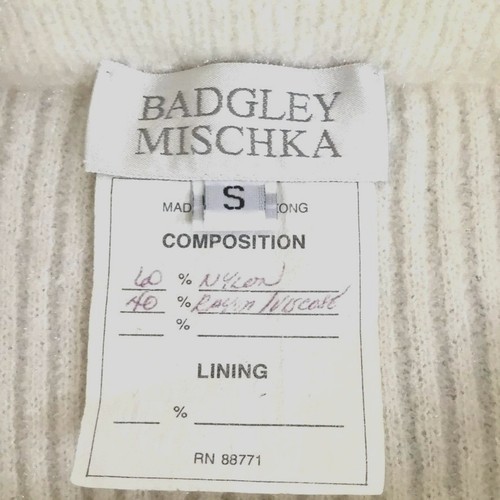 BADGLEY
MISCHKA
S
MAD ONG
COMPOSITION
60 % NYLON
40 % Rayon/Viscose
%
LINING
%
RN 88771